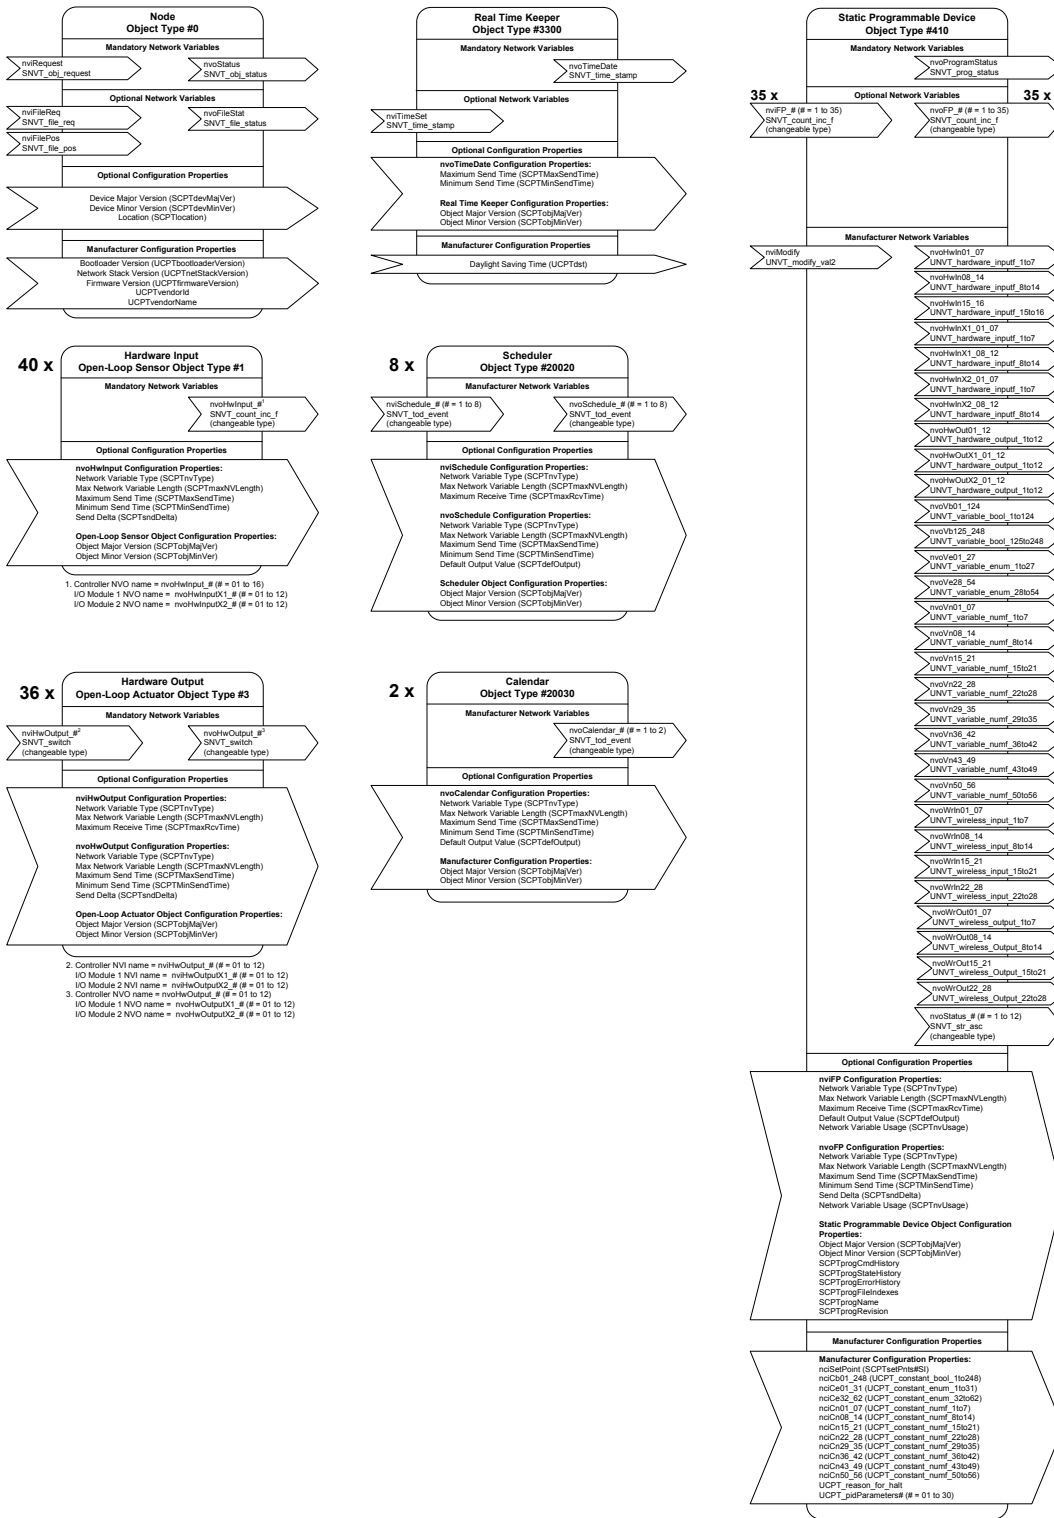 Node
Object Type #0
Mandatory Network Variables
nviRequest
SNVT_obj_request
nvoStatus
SNVT_obj_status
Optional Network Variables
nviFileReq
SNVT_file_req
nvoFileStat
SNVT_file_status
nviFilePos
SNVT_file_pos
Optional Configuration Properties
Device Major Version (SCPTdevMajVer)
Device Minor Version (SCPTdevMinVer)
Location (SCPTlocation)
Manufacturer Configuration Properties
Bootloader Version (UCPTbootloaderVersion)
Network Stack Version (UCPTnetStackVersion)
Firmware Version (UCPTfirmwareVersion)
UCPTvendorId
UCPTvendorName
Real Time Keeper
Object Type #3300
Mandatory Network Variables
nvoTimeDate
SNVT_time_stamp
Optional Network Variables
nviTimeSet
SNVT_time_stamp
Optional Configuration Properties
nvoTimeDate Configuration Properties:
Maximum Send Time (SCPTMaxSendTime)
Minimum Send Time (SCPTMinSendTime)
Real Time Keeper Configuration Properties:
Object Major Version (SCPTobjMajVer)
Object Minor Version (SCPTobjMinVer)
Manufacturer Configuration Properties
Daylight Saving Time (UCPTdst)
40 x
Hardware Input
Open-Loop Sensor Object Type #1
Mandatory Network Variables
nvoHwInput_#1
SNVT_count_inc_f
(changeable type)
Optional Configuration Properties
nvoHwInput Configuration Properties:
Network Variable Type (SCPTnvType)
Max Network Variable Length (SCPTmaxNVLength)
Maximum Send Time (SCPTMaxSendTime)
Minimum Send Time (SCPTMinSendTime)
Send Delta (SCPTsndDelta)
Open-Loop Sensor Object Configuration Properties:
Object Major Version (SCPTobjMajVer)
Object Minor Version (SCPTobjMinVer)
1. Controller NVO name = nvoHwInput_# (# = 01 to 16)
I/O Module 1 NVO name = nvoHwInputX1_# (# = 01 to 12)
I/O Module 2 NVO name = nvoHwInputX2_# (# = 01 to 12)
8 x
Scheduler
Object Type #20020
Manufacturer Network Variables
nviSchedule_# (# = 1 to 8)
SNVT_tod_event
(changeable type)
nvoSchedule_# (# = 1 to 8)
SNVT_tod_event
(changeable type)
Optional Configuration Properties
nviSchedule Configuration Properties:
Network Variable Type (SCPTnvType)
Max Network Variable Length (SCPTmaxNVLength)
Maximum Receive Time (SCPTmaxRcvTime)
nvoSchedule Configuration Properties:
Network Variable Type (SCPTnvType)
Max Network Variable Length (SCPTmaxNVLength)
Maximum Send Time (SCPTMaxSendTime)
Minimum Send Time (SCPTMinSendTime)
Default Output Value (SCPTdefOutput)
Scheduler Object Configuration Properties:
Object Major Version (SCPTobjMajVer)
Object Minor Version (SCPTobjMinVer)
36 x
Hardware Output
Open-Loop Actuator Object Type #3
Mandatory Network Variables
nviHwOutput_#2
SNVT_switch
(changeable type)
nvoHwOutput_#3
SNVT_switch
(changeable type)
Optional Configuration Properties
nviHwOutput Configuration Properties:
Network Variable Type (SCPTnvType)
Max Network Variable Length (SCPTmaxNVLength)
Maximum Receive Time (SCPTmaxRcvTime)
nvoHwOutput Configuration Properties:
Network Variable Type (SCPTnvType)
Max Network Variable Length (SCPTmaxNVLength)
Maximum Send Time (SCPTMaxSendTime)
Minimum Send Time (SCPTMinSendTime)
Send Delta (SCPTsndDelta)
Open-Loop Actuator Object Configuration Properties:
Object Major Version (SCPTobjMajVer)
Object Minor Version (SCPTobjMinVer)
2. Controller NVI name = nviHwOutput_# (# = 01 to 12)
I/O Module 1 NVI name = nviHwOutputX1_# (# = 01 to 12)
I/O Module 2 NVI name = nviHwOutputX2_# (# = 01 to 12)
3. Controller NVO name = nvoHwOutput_# (# = 01 to 12)
I/O Module 1 NVO name = nvoHwOutputX1_# (# = 01 to 12)
I/O Module 2 NVO name = nvoHwOutputX2_# (# = 01 to 12)
2 x
Calendar
Object Type #20030
Manufacturer Network Variables
nvoCalendar_# (# = 1 to 2)
SNVT_tod_event
(changeable type)
Optional Configuration Properties
nvoCalendar Configuration Properties:
Network Variable Type (SCPTnvType)
Max Network Variable Length (SCPTmaxNVLength)
Maximum Send Time (SCPTMaxSendTime)
Minimum Send Time (SCPTMinSendTime)
Default Output Value (SCPTdefOutput)
Manufacturer Configuration Properties:
Object Major Version (SCPTobjMajVer)
Object Minor Version (SCPTobjMinVer)
Static Programmable Device
Object Type #410
Mandatory Network Variables
nvoProgramStatus
SNVT_prog_status
35 x
Optional Network Variables
35 x
nviFP_# (# = 1 to 35)
SNVT_count_inc_f
(changeable type)
nvoFP_# (# = 1 to 35)
SNVT_count_inc_f
(changeable type)
Manufacturer Network Variables
nviModify
UNVT_modify_val2
nvoHwIn01_07
UNVT_hardware_inputf_1to7
nvoHwIn08_14
UNVT_hardware_inputf_8to14
nvoHwIn15_16
UNVT_hardware_inputf_15to16
nvoHwInX1_01_07
UNVT_hardware_inputf_1to7
nvoHwInX1_08_12
UNVT_hardware_inputf_8to14
nvoHwInX2_01_07
UNVT_hardware_inputf_1to7
nvoHwInX2_08_12
UNVT_hardware_inputf_8to14
nvoHwOut01_12
UNVT_hardware_output_1to12
nvoHwOutX1_01_12
UNVT_hardware_output_1to12
nvoHwOutX2_01_12
UNVT_hardware_output_1to12
nvoVb01_124
UNVT_variable_bool_1to124
nvoVb125_248
UNVT_variable_bool_125to248
nvoVe01_27
UNVT_variable_enum_1to27
nvoVe28_54
UNVT_variable_enum_28to54
nvoVn01_07
UNVT_variable_numf_1to7
nvoVn08_14
UNVT_variable_numf_8to14
nvoVn15_21
UNVT_variable_numf_15to21
nvoVn22_28
UNVT_variable_numf_22to28
nvoVn29_35
UNVT_variable_numf_29to35
nvoVn36_42
UNVT_variable_numf_36to42
nvoVn43_49
UNVT_variable_numf_43to49
nvoVn50_56
UNVT_variable_numf_50to56
nvoWrIn01_07
UNVT_wireless_input_1to7
nvoWrIn08_14
UNVT_wireless_input_8to14
nvoWrIn15_21
UNVT_wireless_input_15to21
nvoWrIn22_28
UNVT_wireless_input_22to28
nvoWrOut01_07
UNVT_wireless_output_1to7
nvoWrOut08_14
UNVT_wireless_Output_8to14
nvoWrOut15_21
UNVT_wireless_Output_15to21
nvoWrOut22_28
UNVT_wireless_Output_22to28
nvoStatus_# (# = 1 to 12)
SNVT_str_asc
(changeable type)
Optional Configuration Properties
nviFP Configuration Properties:
Network Variable Type (SCPTnvType)
Max Network Variable Length (SCPTmaxNVLength)
Maximum Receive Time (SCPTmaxRcvTime)
Default Output Value (SCPTdefOutput)
Network Variable Usage (SCPTnvUsage)
nvoFP Configuration Properties:
Network Variable Type (SCPTnvType)
Max Network Variable Length (SCPTmaxNVLength)
Maximum Send Time (SCPTMaxSendTime)
Minimum Send Time (SCPTMinSendTime)
Send Delta (SCPTsndDelta)
Network Variable Usage (SCPTnvUsage)
Static Programmable Device Object Configuration
Properties:
Object Major Version (SCPTobjMajVer)
Object Minor Version (SCPTobjMinVer)
SCPTprogCmdHistory
SCPTprogStateHistory
SCPTprogErrorHistory
SCPTprogFileIndexes
SCPTprogName
SCPTprogRevision
Manufacturer Configuration Properties
Manufacturer Configuration Properties:
nciSetPoint (SCPTsetPnts#SI)
nciCb01_248 (UCPT_constant_bool_1to248)
nciCe01_31 (UCPT_constant_enum_1to31)
nciCe32_62 (UCPT_constant_enum_32to62)
nciCn01_07 (UCPT_constant_numf_1to7)
nciCn08_14 (UCPT_constant_numf_8to14)
nciCn15_21 (UCPT_constant_numf_15to21)
nciCn22_28 (UCPT_constant_numf_22to28)
nciCn29_35 (UCPT_constant_numf_29to35)
nciCn36_42 (UCPT_constant_numf_36to42)
nciCn43_49 (UCPT_constant_numf_43to49)
nciCn50_56 (UCPT_constant_numf_50to56)
UCPT_reason_for_halt
UCPT_pidParameters# (# = 01 to 30)